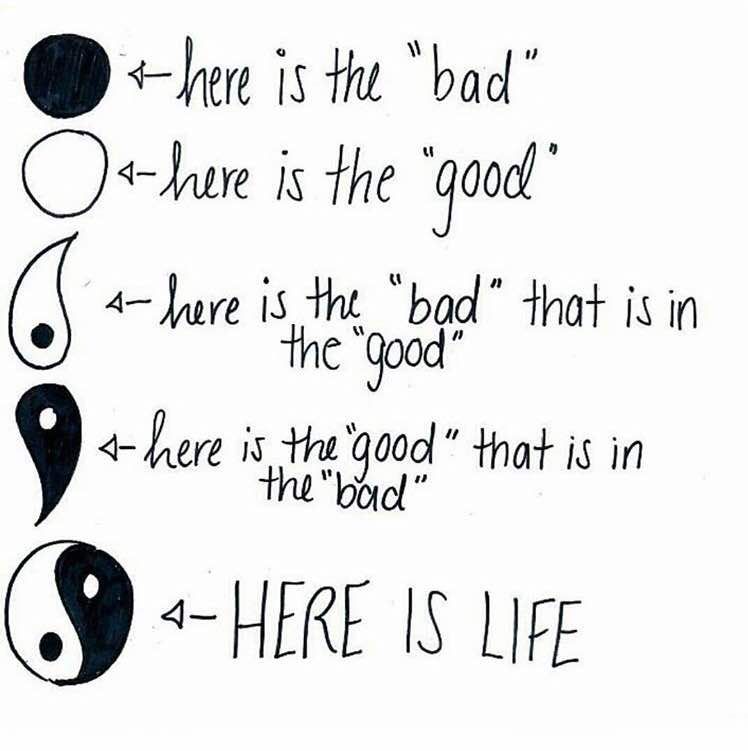 here is the "bad"
here is the "good"
here is the "bad" that is in
the "good"
here is the "good" that is in
the "bad"
HERE IS LIFE